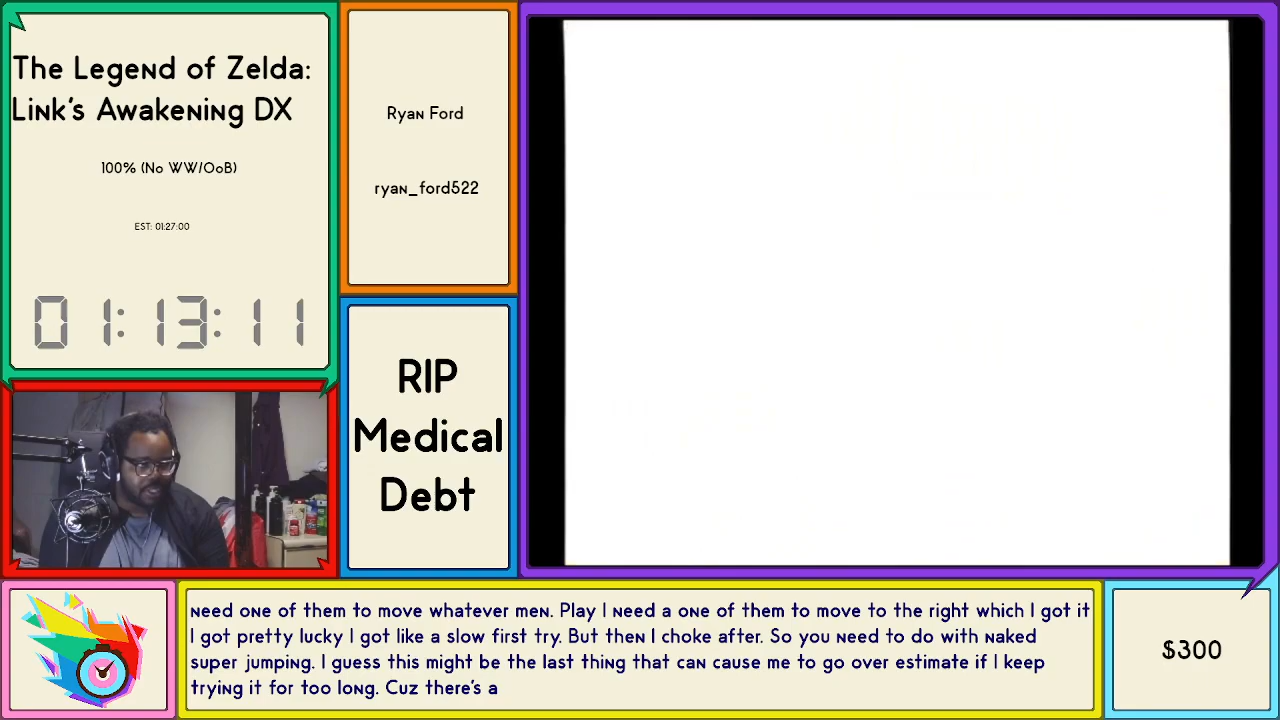 The Legend of Zelda:
Link's Awakening DX
100% (No WW/OoB)
EST: 01:27:00
01:13:11
Ryan Ford
ryan_ford522
RIP
Medical
Debt
need one of them to move whatever men. Play I need a one of them to move to the right which I got it
I got pretty lucky I got like a slow first try. But then I choke after. So you need to do with naked
super jumping. I guess this might be the last thing that can cause me to go over estimate if I keep
trying it for too long. Cuz there's a
$300